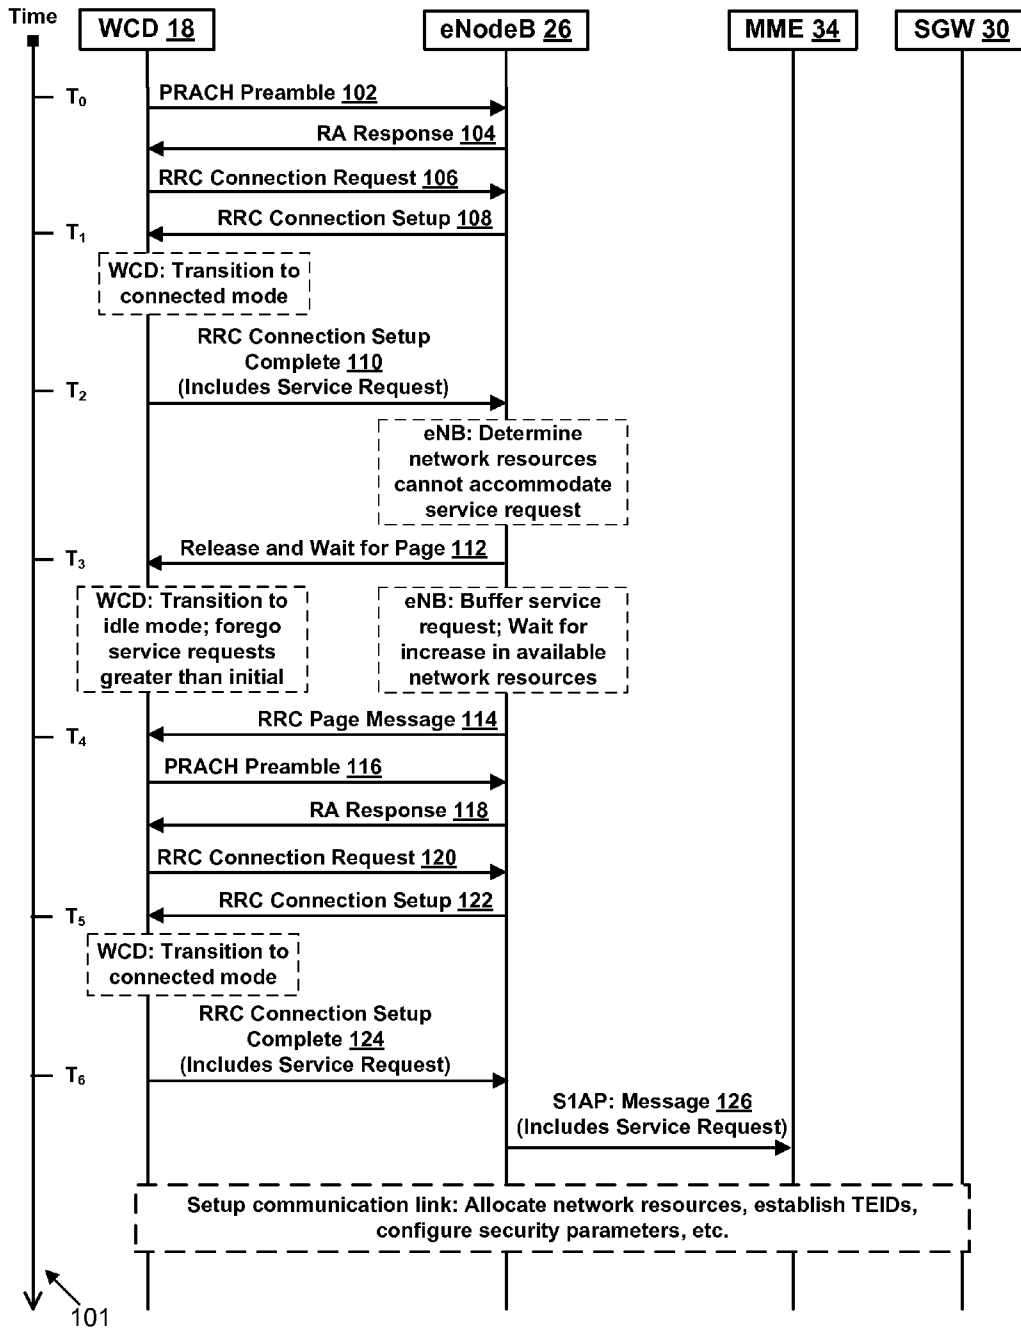 Time
WCD 18
eNodeB 26
MME 34
SGW 30
T0
PRACH Preamble 102
RA Response 104
RRC Connection Request 106
RRC Connection Setup 108
T1
WCD: Transition to
connected mode
RRC Connection Setup
Complete 110
(Includes Service Request)
T2
eNB: Determine
network resources
cannot accommodate
service request
Release and Wait for Page 112
T3
WCD: Transition to
idle mode; forego
service requests
greater than initial
eNB: Buffer service
request; Wait for
increase in available
network resources
RRC Page Message 114
T4
PRACH Preamble 116
RA Response 118
RRC Connection Request 120
RRC Connection Setup 122
T5
WCD: Transition to
connected mode
RRC Connection Setup
Complete 124
(Includes Service Request)
T6
S1AP: Message 126
(Includes Service Request)
Setup communication link: Allocate network resources, establish TEIDs,
configure security parameters, etc.
101